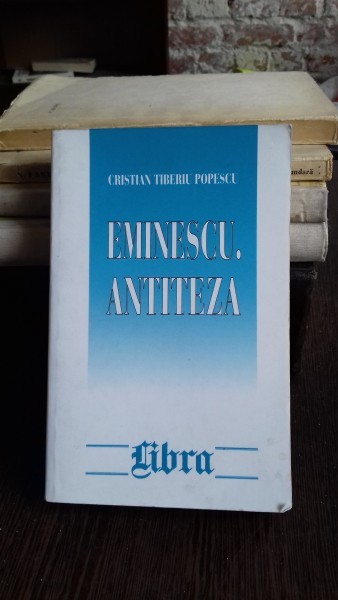 CRISTIAN TIBERIU POPESCU
EMINESCU.
ANTITEZA
Libra